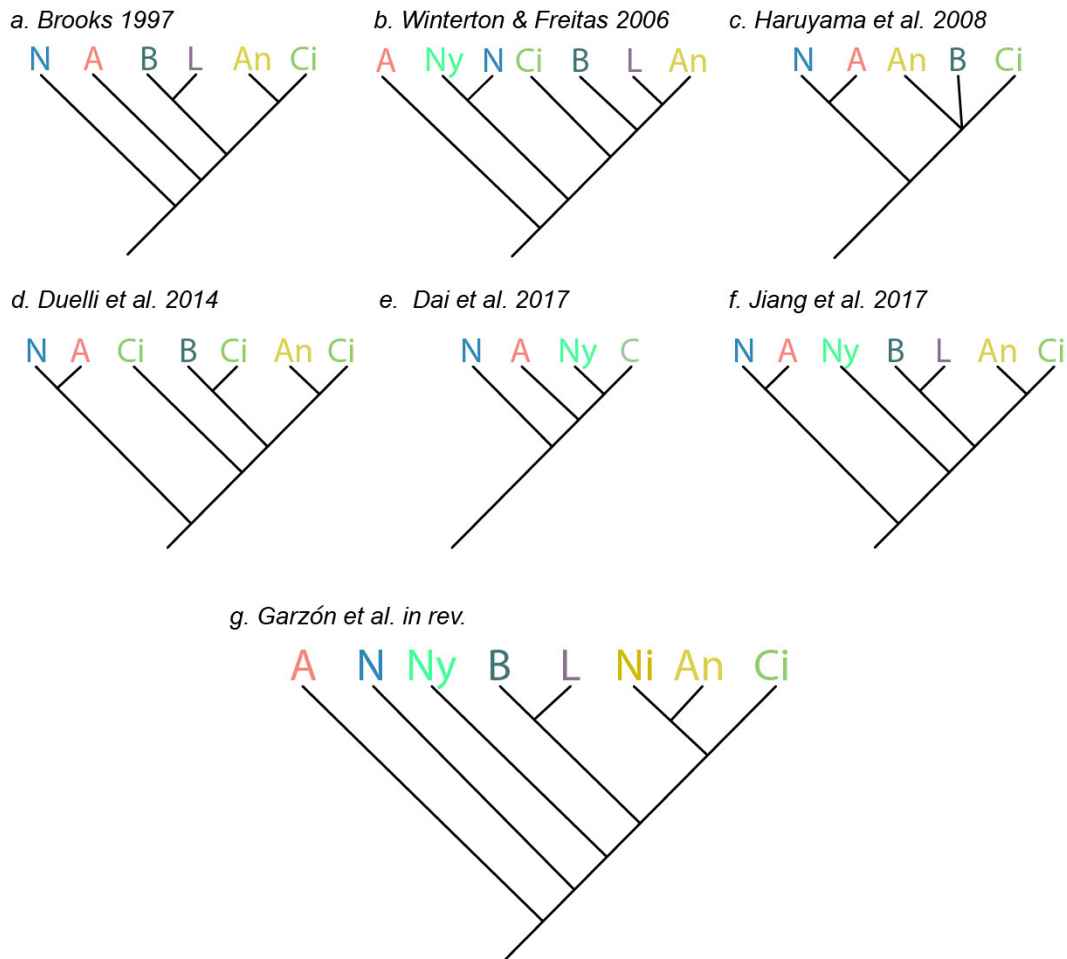 a. Brooks 1997
N A B L An Ci
b. Winterton & Freitas 2006
A Ny N Ci B L An
c. Haruyama et al. 2008
N A An B Ci
d. Duelli et al. 2014
N A Ci B Ci An Ci
e. Dai et al. 2017
N A Ny C
f. Jiang et al. 2017
N A Ny B L An Ci
g. Garzón et al. in rev.
A N Ny B L Ni An Ci